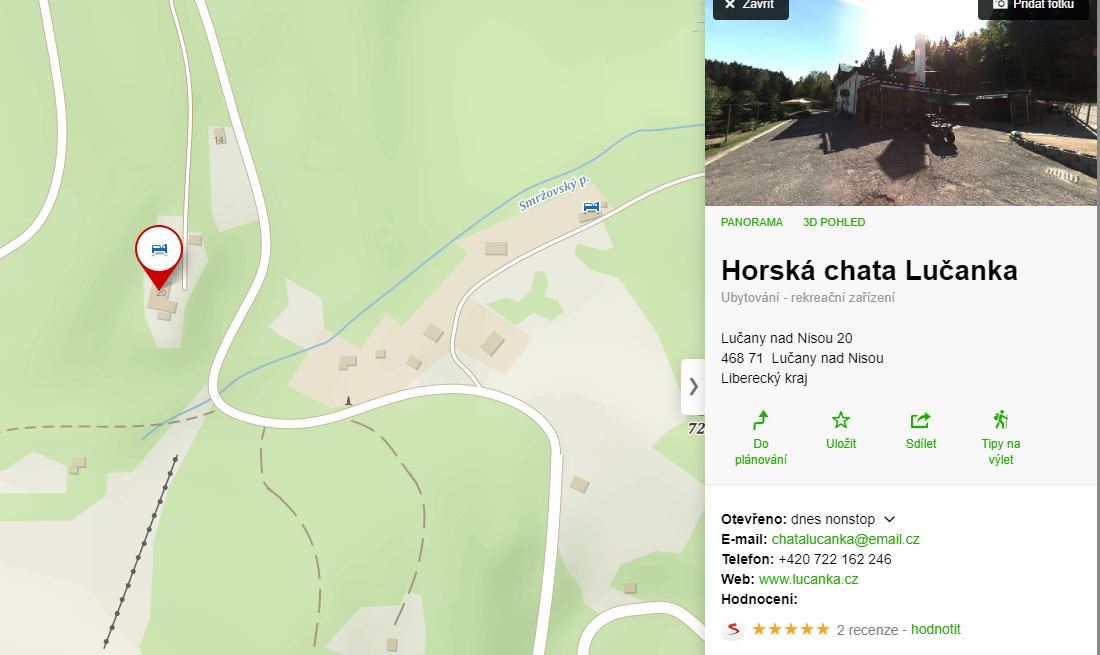 Zavřít
Přidat fotku
14
Smržovský p.
20
72
PANORAMA
3D POHLED
Horská chata Lučanka
Ubytování - rekreační zařízení
Lučany nad Nisou 20
468 71 Lučany nad Nisou
Liberecký kraj
Do plánování
Uložit
Sdílet
Tipy na výlet
Otevřeno: dnes nonstop
E-mail: chatalucanka@email.cz
Telefon: +420 722 162 246
Web: www.lucanka.cz
Hodnocení:
2 recenze - hodnotit